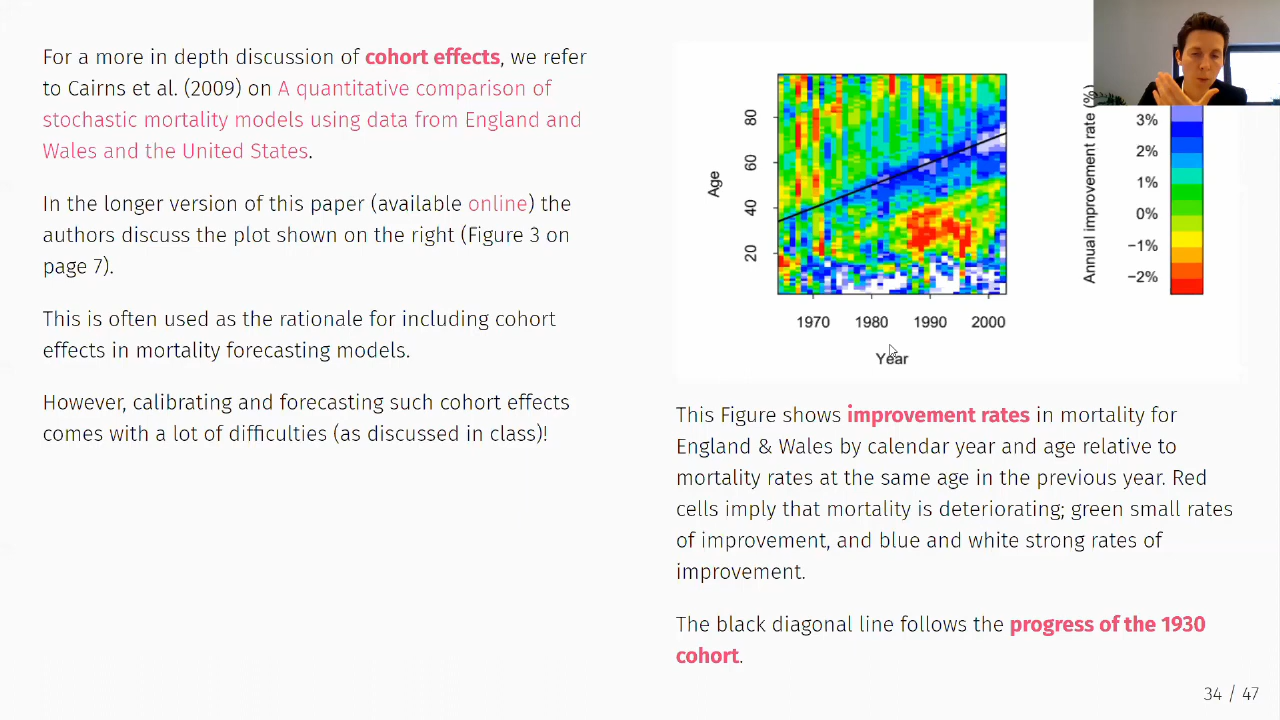 For a more in depth discussion of cohort effects, we refer
to Cairns et al. (2009) on A quantitative comparison of
stochastic mortality models using data from England and
Wales and the United States.
In the longer version of this paper (available online) the
authors discuss the plot shown on the right (Figure 3 on
page 7).
This is often used as the rationale for including cohort
effects in mortality forecasting models.
However, calibrating and forecasting such cohort effects
comes with a lot of difficulties (as discussed in class)!
Age
80
60
40
20
1970 1980 1990 2000
Year
Annual improvement rate (%)
3%
2%
1%
0%
−1%
−2%
This Figure shows improvement rates in mortality for
England & Wales by calendar year and age relative to
mortality rates at the same age in the previous year. Red
cells imply that mortality is deteriorating; green small rates
of improvement, and blue and white strong rates of
improvement.
The black diagonal line follows the progress of the 1930
cohort.
34 / 47